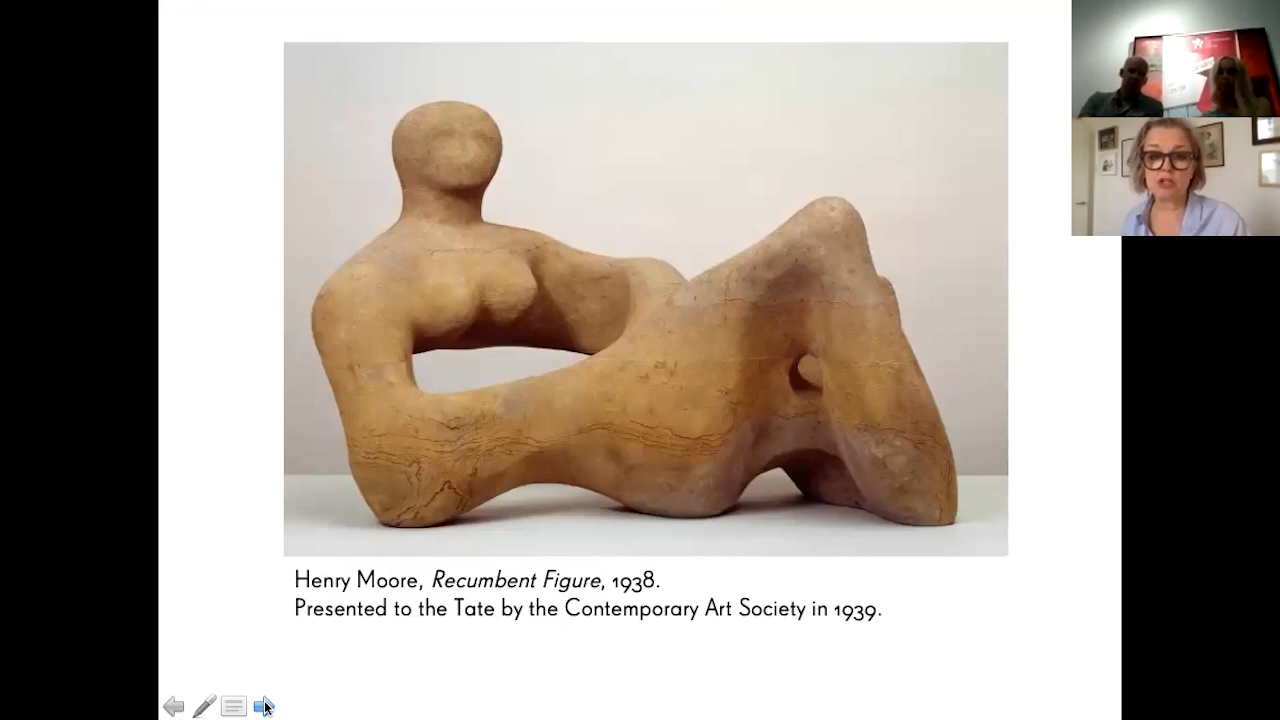 Henry Moore, Recumbent Figure, 1938.
Presented to the Tate by the Contemporary Art Society in 1939.